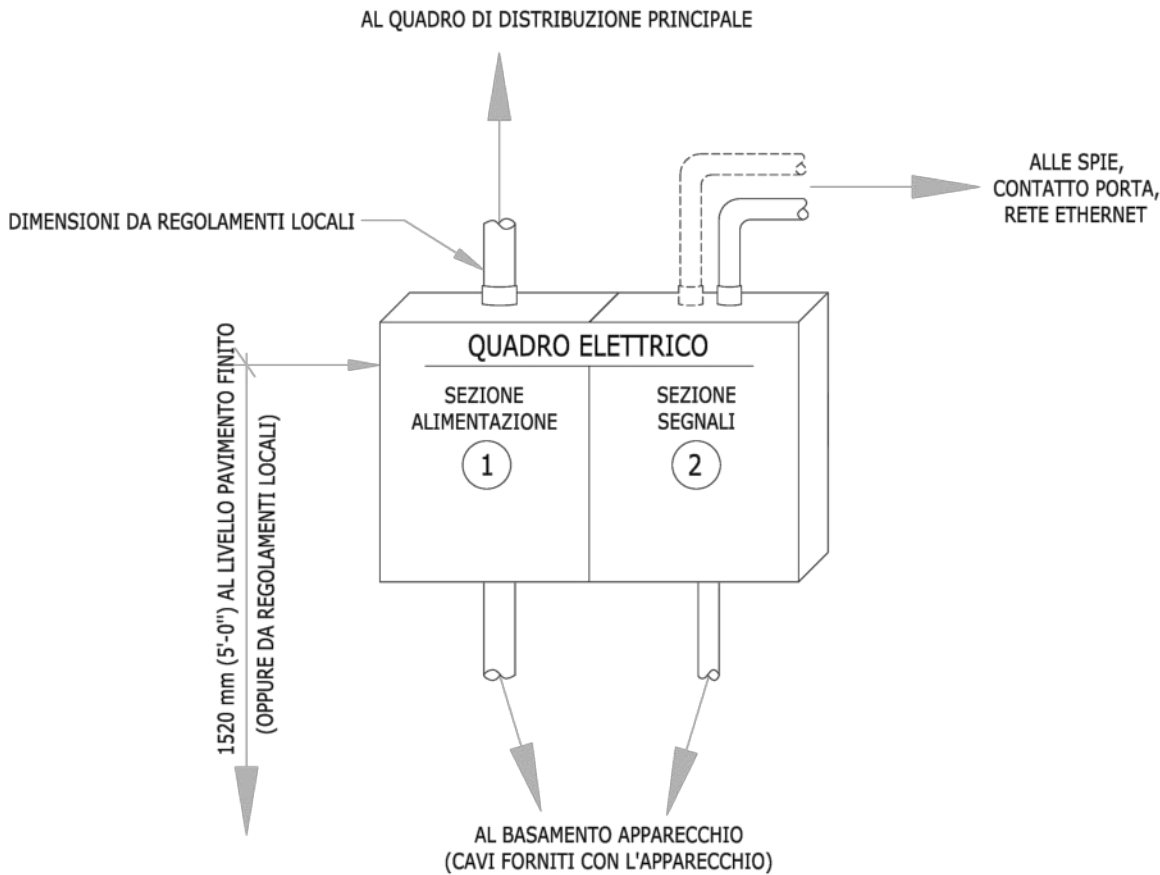 AL QUADRO DI DISTRIBUZIONE PRINCIPALE
ALLE SPIE,
CONTATTO PORTA,
RETE ETHERNET
DIMENSIONI DA REGOLAMENTI LOCALI
QUADRO ELETTRICO
SEZIONE
ALIMENTAZIONE
1
SEZIONE
SEGNALI
2
1520 mm (5'-0") AL LIVELLO PAVIMENTO FINITO
(OPPURE DA REGOLAMENTI LOCALI)
AL BASAMENTO APPARECCHIO
(CAVI FORNITI CON L'APPARECCHIO)